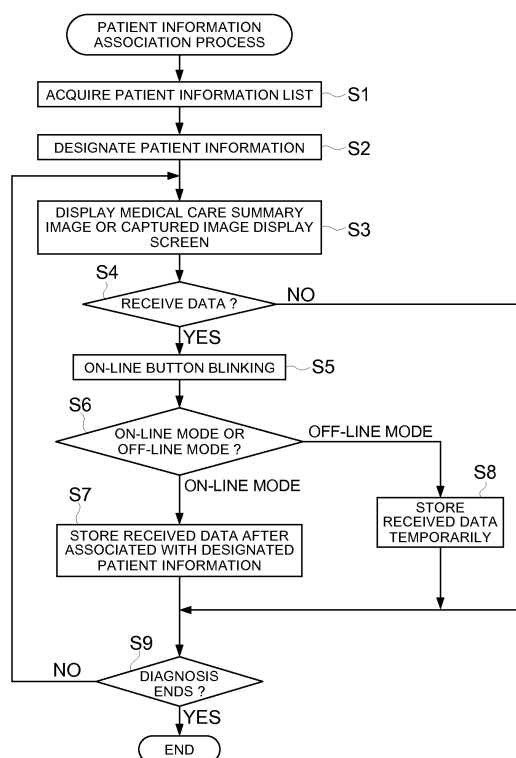 PATIENT INFORMATION
ASSOCIATION PROCESS
ACQUIRE PATIENT INFORMATION LIST
S1
DESIGNATE PATIENT INFORMATION
S2
DISPLAY MEDICAL CARE SUMMARY
IMAGE OR CAPTURED IMAGE DISPLAY
SCREEN
S3
S4
RECEIVE DATA ?
NO
YES
ON-LINE BUTTON BLINKING
S5
S6
ON-LINE MODE OR
OFF-LINE MODE ?
OFF-LINE MODE
ON-LINE MODE
S7
STORE RECEIVED DATA AFTER
ASSOCIATED WITH DESIGNATED
PATIENT INFORMATION
S8
STORE
RECEIVED DATA
TEMPORARILY
S9
DIAGNOSIS
ENDS ?
NO
YES
END